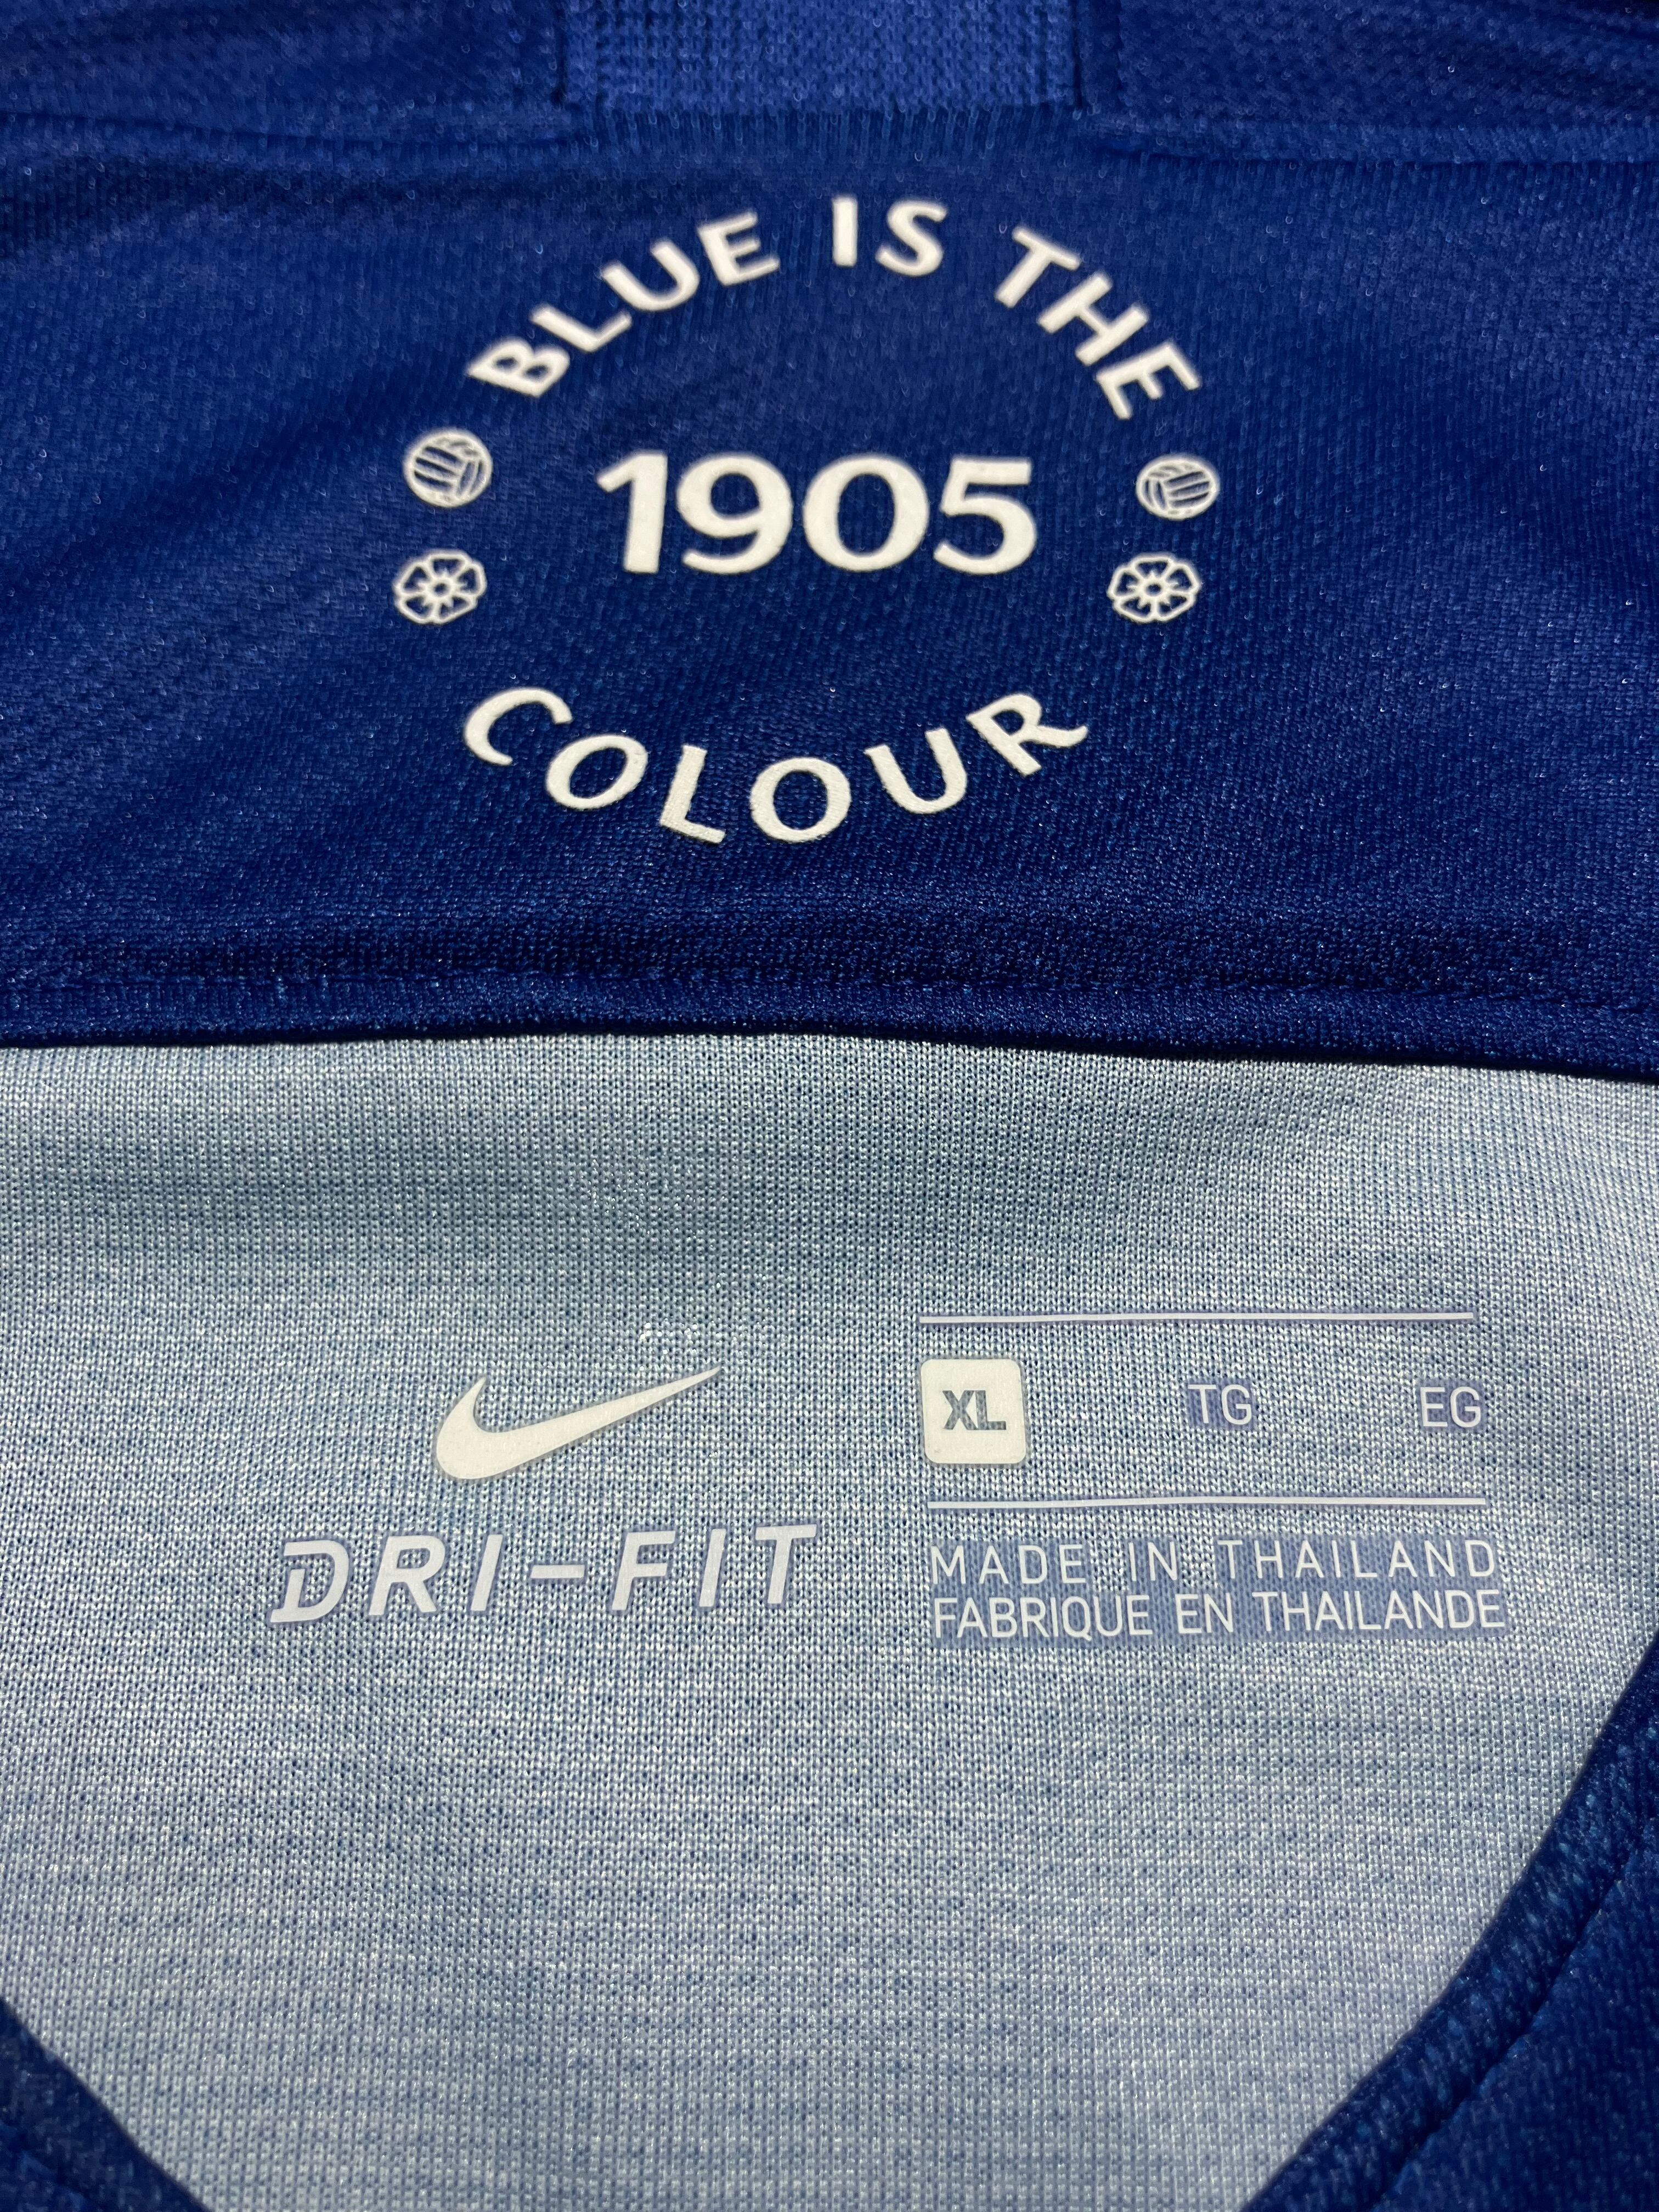 BLUE IS THE
1905
COLOUR
XL TG EG
DRI-FIT
MADE IN THAILAND
FABRIQUE EN THAILANDE